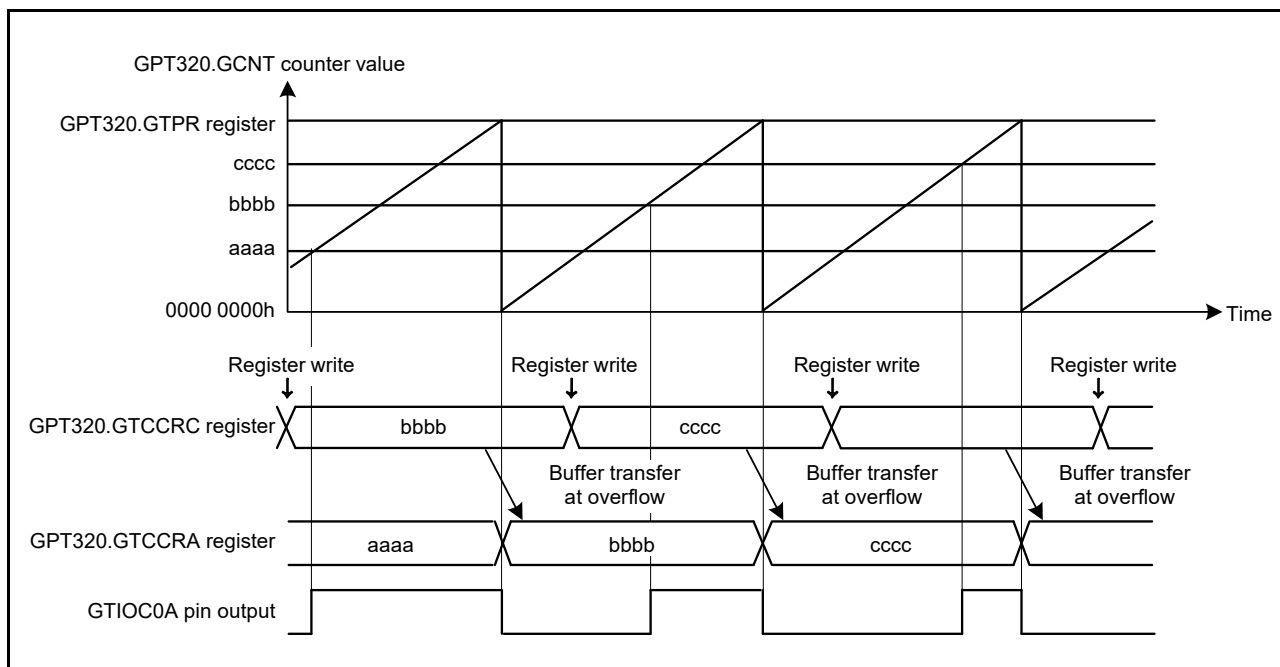 GPT320.GCNT counter value
GPT320.GTPR register
cccc
bbbb
aaaa
0000 0000h
Time
Register write
Register write
Register write
Register write
GPT320.GTCCRC register
bbbb
cccc
Buffer transfer
at overflow
Buffer transfer
at overflow
Buffer transfer
at overflow
GPT320.GTCCRA register
aaaa
bbbb
cccc
GTIOC0A pin output